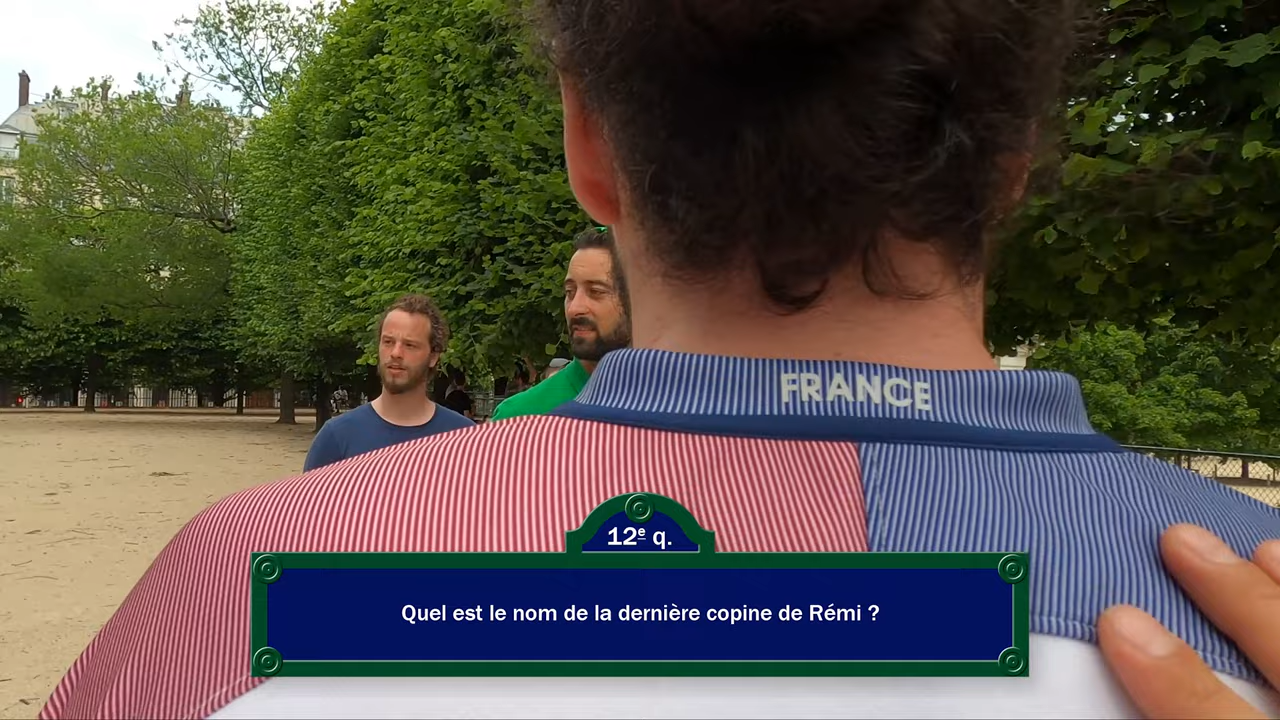 FRANCE
12ᵉ q.
Quel est le nom de la dernière copine de Rémi ?